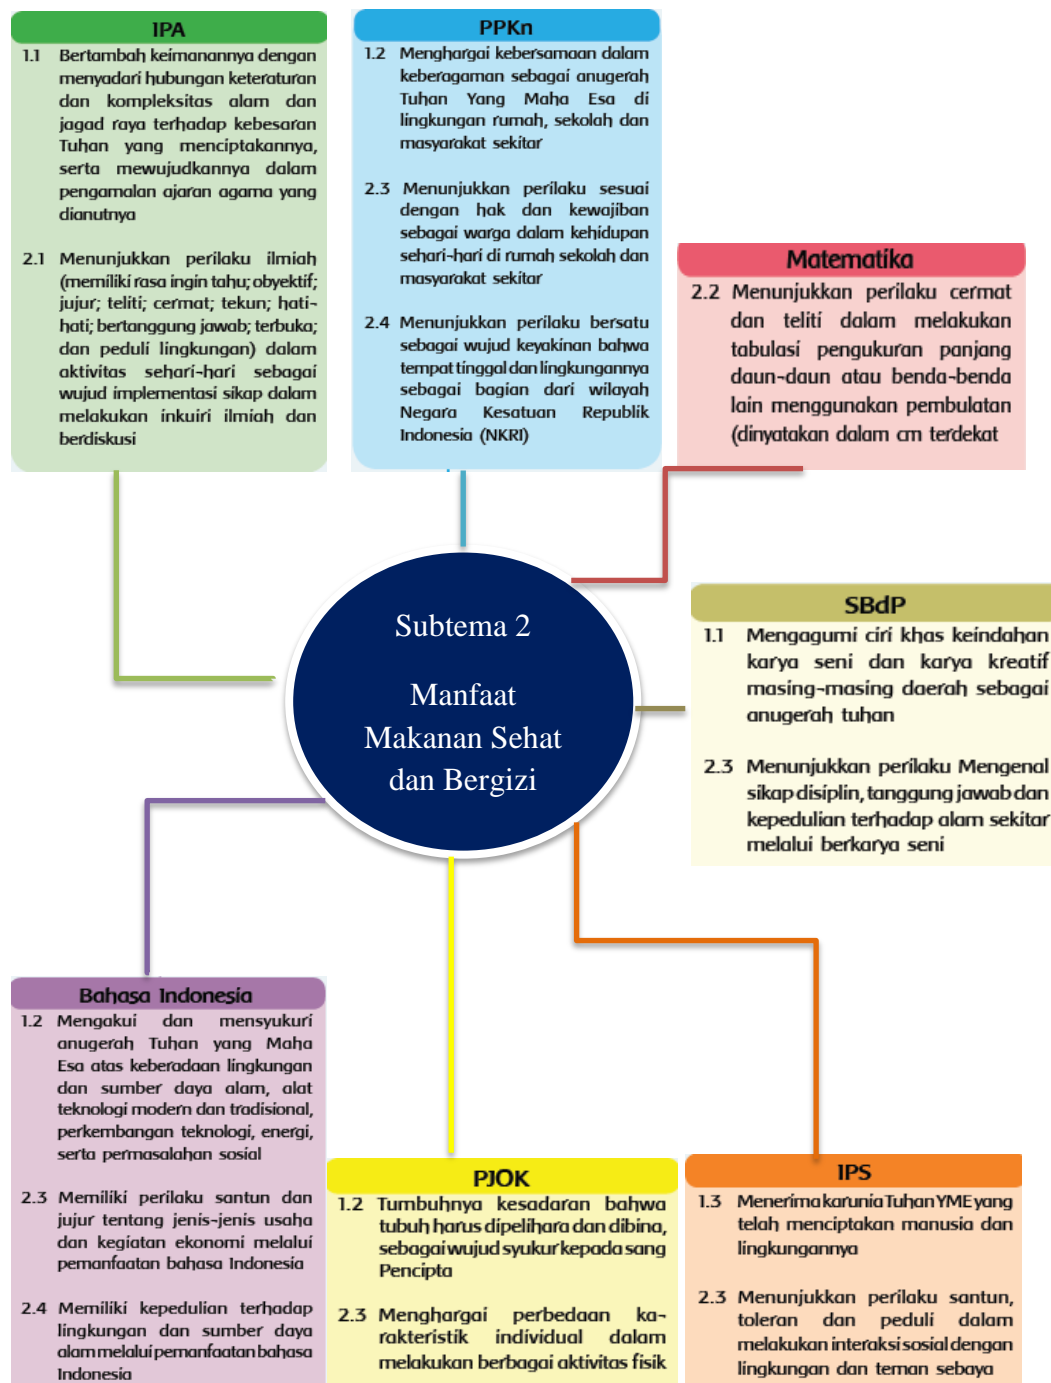 IPA
1.1 Bertambah keimanannya dengan
menyadari hubungan keteraturan
dan kompleksitas alam dan
jagad raya terhadap kebesaran
Tuhan yang menciptakannya,
serta mewujudkannya dalam
pengamalan ajaran agama yang
dianutnya
2.1 Menunjukkan perilaku ilmiah
(memiliki rasa ingin tahu; obyektif;
jujur; teliti; cermat; tekun; hati-
hati; bertanggung jawab; terbuka;
dan peduli lingkungan) dalam
aktivitas sehari-hari sebagai
wujud implementasi sikap dalam
melakukan inkuiri ilmiah dan
berdiskusi
PPKn
1.2 Menghargai kebersamaan dalam
keberagaman sebagai anugerah
Tuhan Yang Maha Esa di
lingkungan rumah, sekolah dan
masyarakat sekitar
2.3 Menunjukkan perilaku sesuai
dengan hak dan kewajiban
sebagai warga dalam kehidupan
sehari-hari di rumah sekolah dan
masyarakat sekitar
2.4 Menunjukkan perilaku bersatu
sebagai wujud keyakinan bahwa
tempat tinggal dan lingkungannya
sebagai bagian dari wilayah
Negara Kesatuan Republik
Indonesia (NKRI)
Matematika
2.2 Menunjukkan perilaku cermat
dan teliti dalam melakukan
tabulasi pengukuran panjang
daun-daun atau benda-benda
lain menggunakan pembulatan
(dinyatakan dalam cm terdekat
Subtema 2
Manfaat
Makanan Sehat
dan Bergizi
SBdP
1.1 Mengagumi ciri khas keindahan
karya seni dan karya kreatif
masing-masing daerah sebagai
anugerah tuhan
2.3 Menunjukkan perilaku Mengenal
sikap disiplin, tanggung jawab dan
kepedulian terhadap alam sekitar
melalui berkarya seni
Bahasa Indonesia
1.2 Mengakui dan mensyukuri
anugerah Tuhan yang Maha
Esa atas keberadaan lingkungan
dan sumber daya alam, alat
teknologi modern dan tradisional,
perkembangan teknologi, energi,
serta permasalahan sosial
2.3 Memiliki perilaku santun dan
jujur tentang jenis-jenis usaha
dan kegiatan ekonomi melalui
pemanfaatan bahasa Indonesia
2.4 Memiliki kepedulian terhadap
lingkungan dan sumber daya
alam melalui pemanfaatan bahasa
Indonesia
PJOK
1.2 Tumbuhnya kesadaran bahwa
tubuh harus dipelihara dan dibina,
sebagai wujud syukur kepada sang
Pencipta
2.3 Menghargai perbedaan ka-
rakteristik individual dalam
melakukan berbagai aktivitas fisik
IPS
1.3 Menerima karunia Tuhan YME yang
telah menciptakan manusia dan
lingkungannya
2.3 Menunjukkan perilaku santun,
toleran dan peduli dalam
melakukan interaksi sosial dengan
lingkungan dan teman sebaya